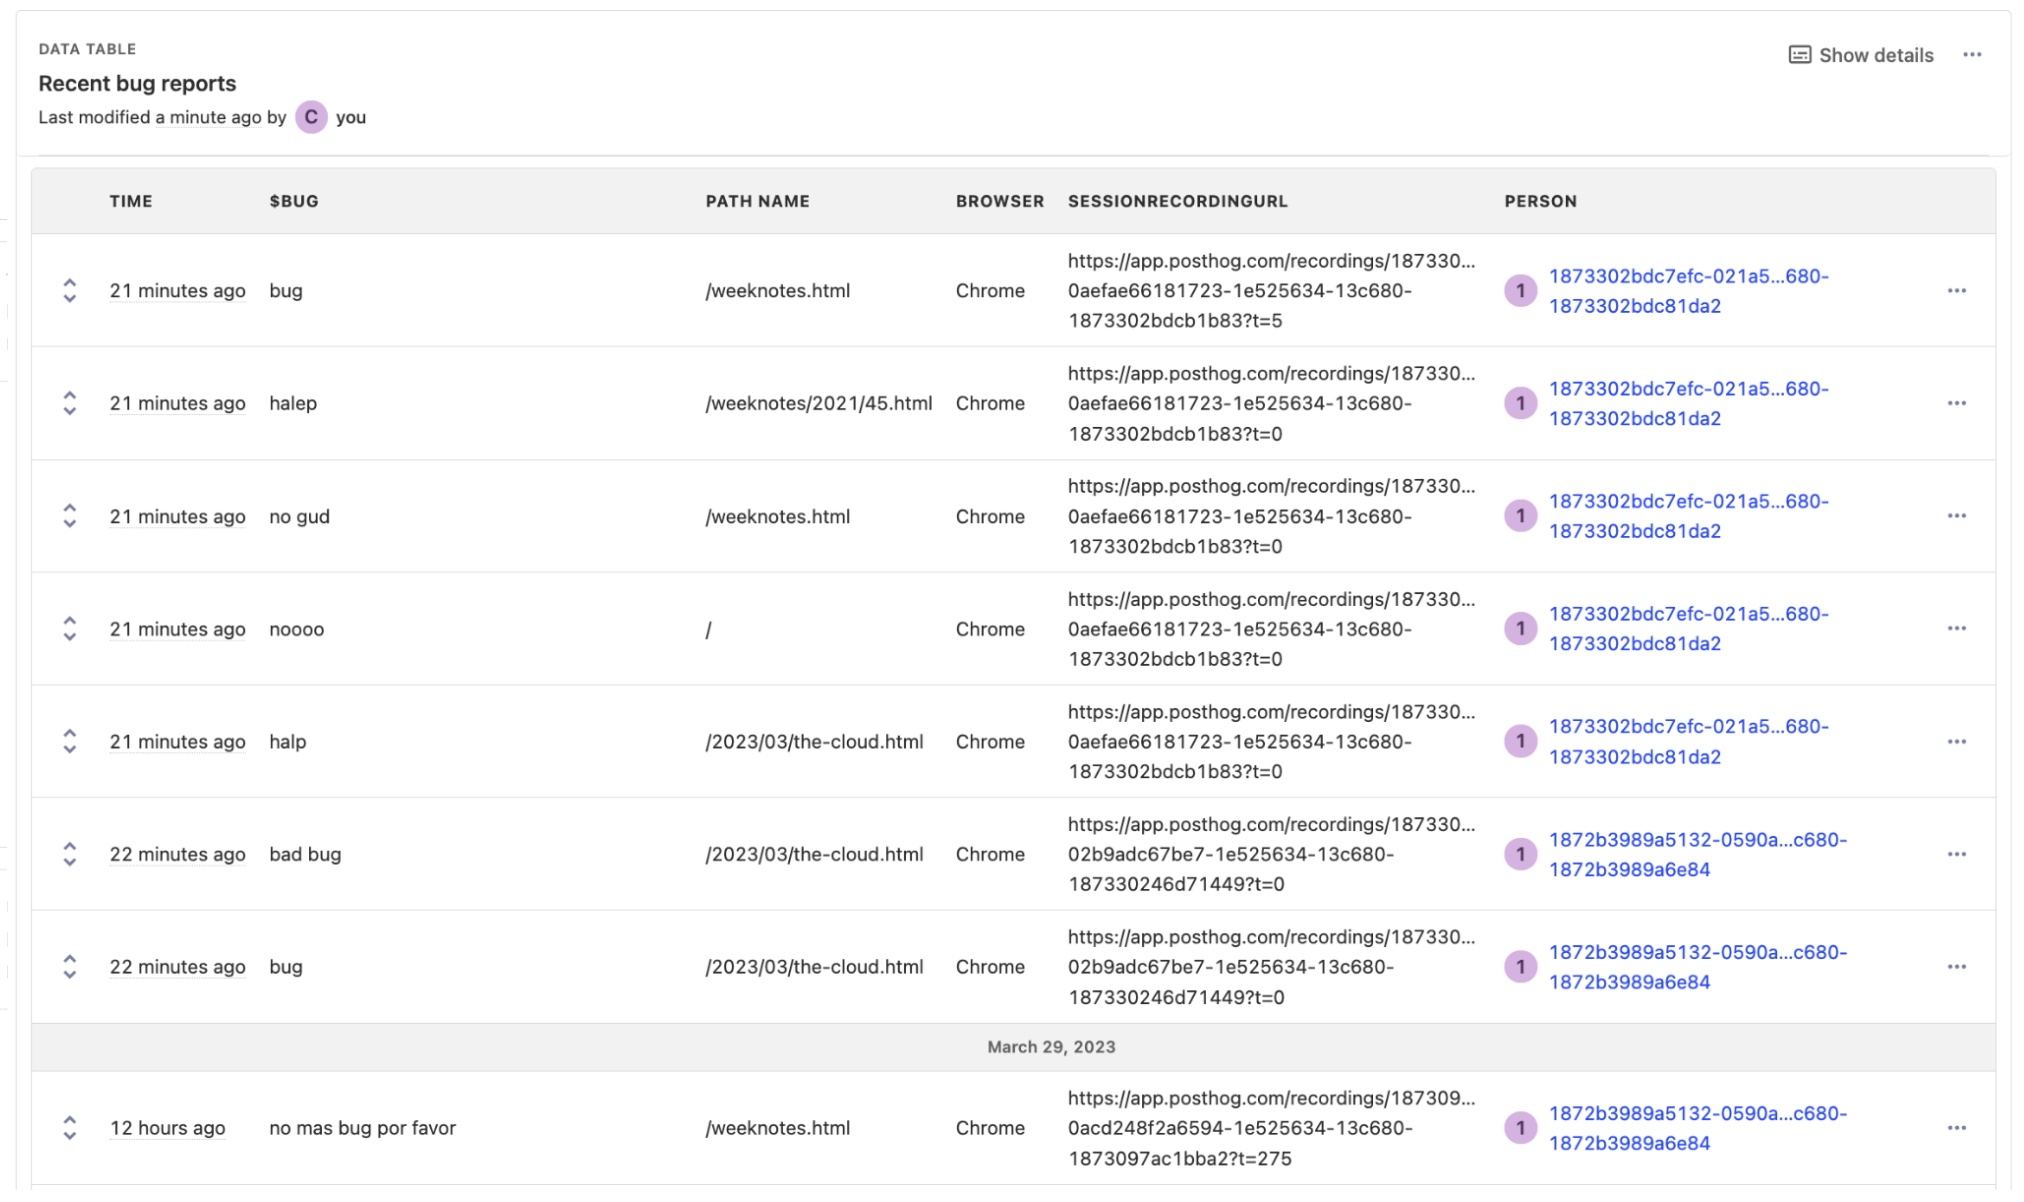 DATA TABLE
Show details
Recent bug reports
Last modified a minute ago by C you
TIME $BUG PATH NAME BROWSER SESSIONRECORDINGURL PERSON
21 minutes ago bug /weeknotes.html Chrome https://app.posthog.com/recordings/187330...
0aefae66181723-1e525634-13c680-
1873302bdcb1b83?t=5
1 1873302bdc7efc-021a5...680-
1873302bdc81da2
21 minutes ago halep /weeknotes/2021/45.html Chrome https://app.posthog.com/recordings/187330...
0aefae66181723-1e525634-13c680-
1873302bdcb1b83?t=0
1 1873302bdc7efc-021a5...680-
1873302bdc81da2
21 minutes ago no gud /weeknotes.html Chrome https://app.posthog.com/recordings/187330...
0aefae66181723-1e525634-13c680-
1873302bdcb1b83?t=0
1 1873302bdc7efc-021a5...680-
1873302bdc81da2
21 minutes ago noooo / Chrome https://app.posthog.com/recordings/187330...
0aefae66181723-1e525634-13c680-
1873302bdcb1b83?t=0
1 1873302bdc7efc-021a5...680-
1873302bdc81da2
21 minutes ago halp /2023/03/the-cloud.html Chrome https://app.posthog.com/recordings/187330...
0aefae66181723-1e525634-13c680-
1873302bdcb1b83?t=0
1 1873302bdc7efc-021a5...680-
1873302bdc81da2
22 minutes ago bad bug /2023/03/the-cloud.html Chrome https://app.posthog.com/recordings/187330...
02b9adc67be7-1e525634-13c680-
187330246d71449?t=0
1 1872b3989a5132-0590a...c680-
1872b3989a6e84
22 minutes ago bug /2023/03/the-cloud.html Chrome https://app.posthog.com/recordings/187330...
02b9adc67be7-1e525634-13c680-
187330246d71449?t=0
1 1872b3989a5132-0590a...c680-
1872b3989a6e84
March 29, 2023
12 hours ago no mas bug por favor /weeknotes.html Chrome https://app.posthog.com/recordings/187309...
0acd248f2a6594-1e525634-13c680-
1873097ac1bba2?t=275
1 1872b3989a5132-0590a...c680-
1872b3989a6e84